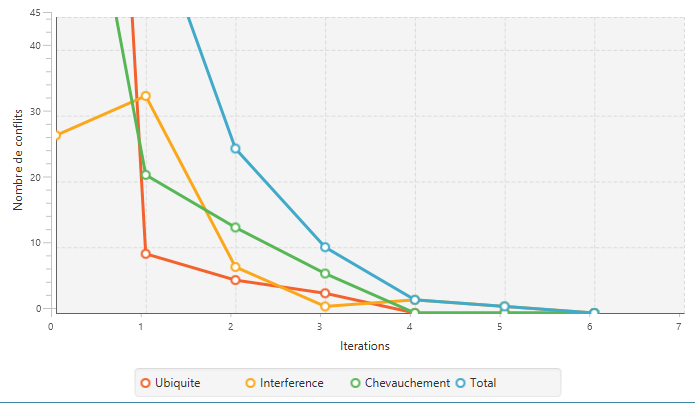 45
40
30
20
10
0
Nombre de conflits
0 1 2 3 4 5 6 7
Iterations
Ubiquite Interference Chevauchement Total